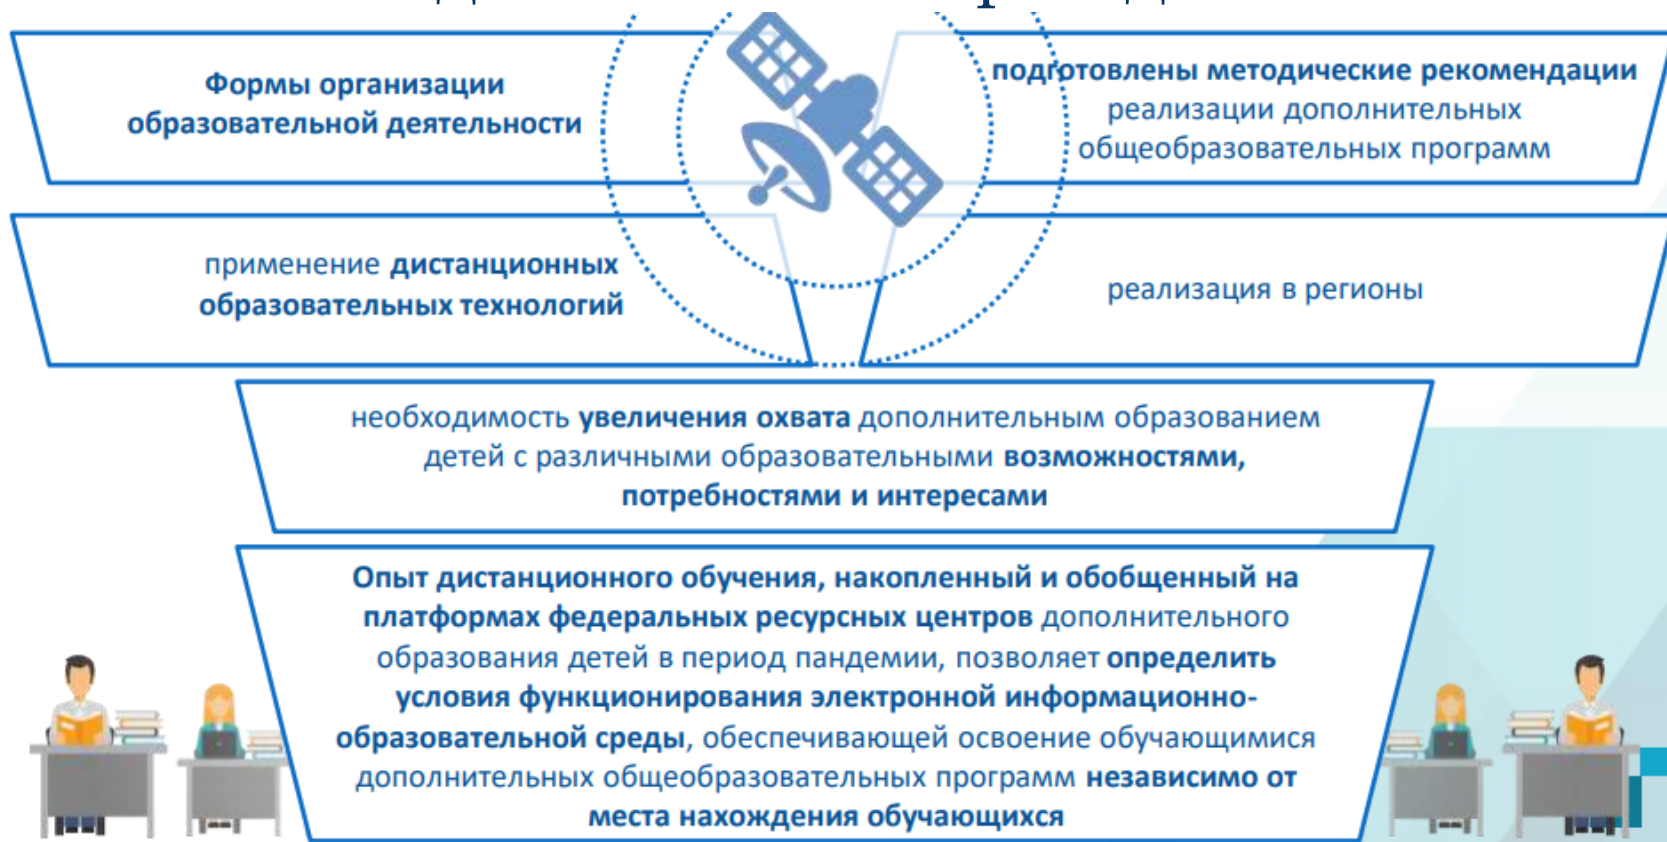 Формы организации
образовательной деятельности
подготовлены методические рекомендации
реализации дополнительных
общеобразовательных программ
применение дистанционных
образовательных технологий
реализация в регионы
необходимость увеличения охвата дополнительным образованием
детей с различными образовательными возможностями,
потребностями и интересами
Опыт дистанционного обучения, накопленный и обобщенный на
платформах федеральных ресурсных центров дополнительного
образования детей в период пандемии, позволяет определить
условия функционирования электронной информационно-
образовательной среды, обеспечивающей освоение обучающимися
дополнительных общеобразовательных программ независимо от
места нахождения обучающихся